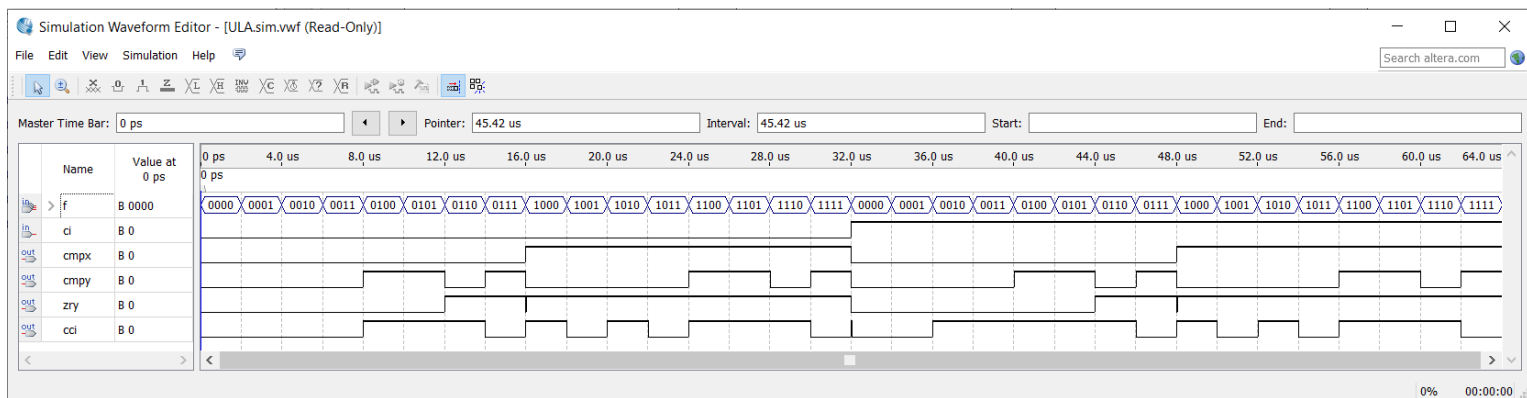 Simulation Waveform Editor - [ULA.sim.vwf (Read-Only)]
File Edit View Simulation Help
Search altera.com
Master Time Bar: 0 ps Pointer: 45.42 us Interval: 45.42 us Start: End:
Name Value at 0 ps
0 ps 4.0 us 8.0 us 12.0 us 16.0 us 20.0 us 24.0 us 28.0 us 32.0 us 36.0 us 40.0 us 44.0 us 48.0 us 52.0 us 56.0 us 60.0 us 64.0 us
0 ps
in f B 0000 0000 0001 0010 0011 0100 0101 0110 0111 1000 1001 1010 1011 1100 1101 1110 1111 0000 0001 0010 0011 0100 0101 0110 0111 1000 1001 1010 1011 1100 1101 1110 1111
in ci B 0
out cmpx B 0
out cmpy B 0
out zry B 0
out cci B 0
0% 00:00:00